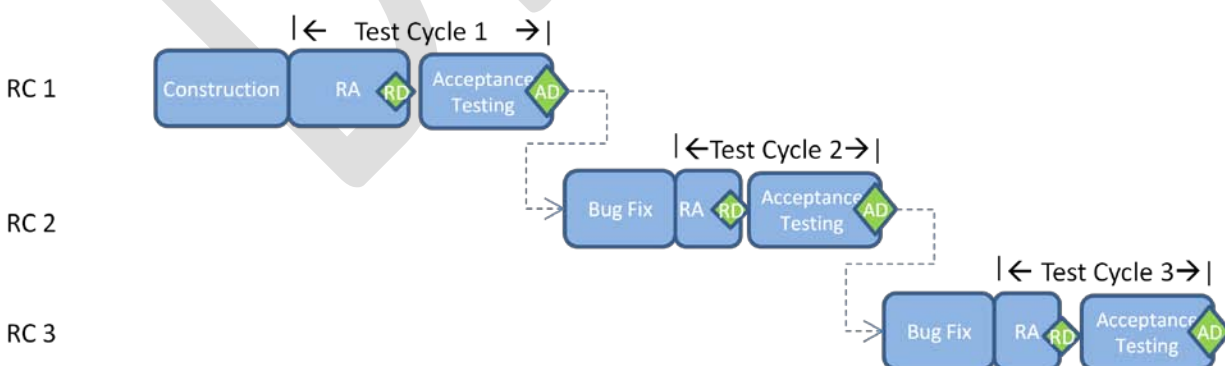 |← Test Cycle 1 →|
RC 1
Construction
RA
RD
Acceptance
Testing
AD
|←Test Cycle 2→|
RC 2
Bug Fix
RA
RD
Acceptance
Testing
AD
|← Test Cycle 3→|
RC 3
Bug Fix
RA
RD
Acceptance
Testing
AD